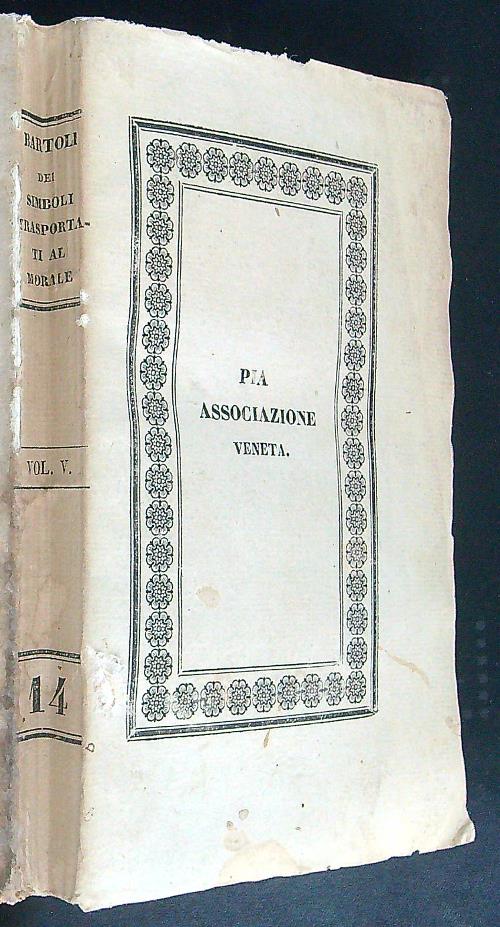 BARTOLI
DEI
SIMBOLI
TRASPORTA-
TI AL
MORALE
VOL. V.
14
PIA
ASSOCIAZIONE
VENETA.